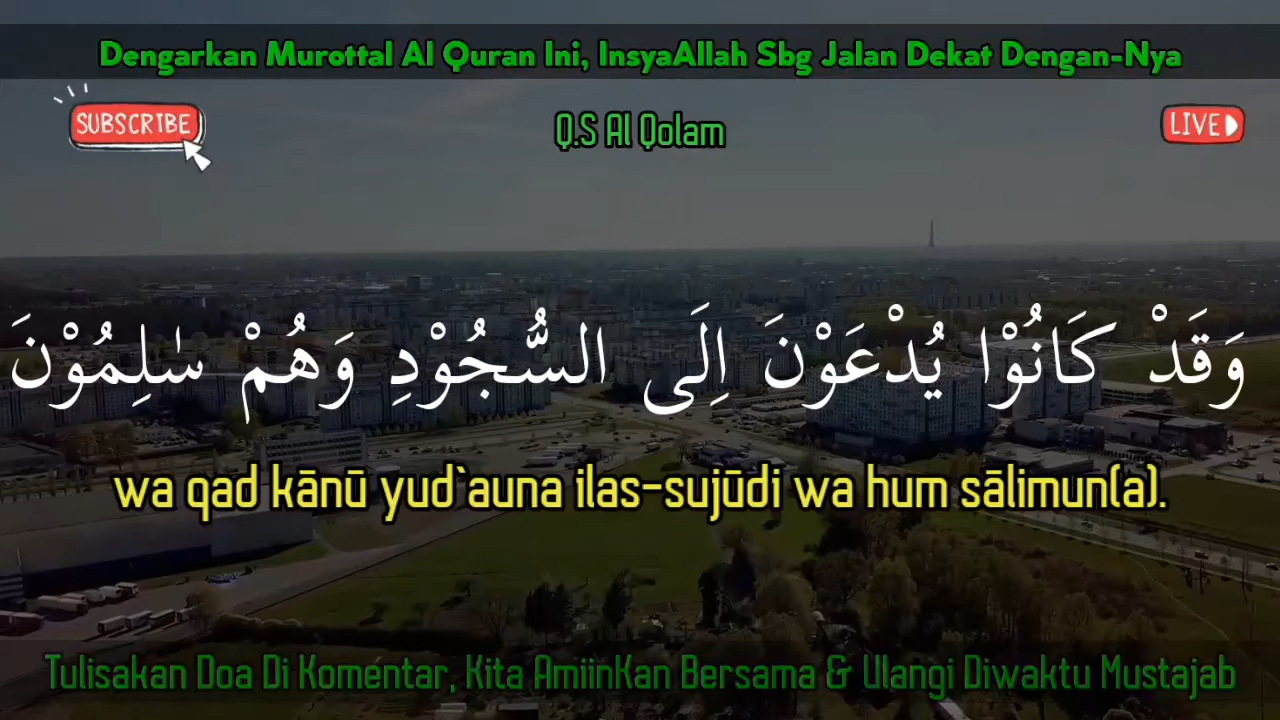 Dengarkan Murottal Al Quran Ini, InsyaAllah Sbg Jalan Dekat Dengan-Nya
SUBSCRIBE
Q.S Al Qolam
LIVE
وَقَدْ كَانُوْا يُدْعَوْنَ اِلَى السُّجُوْدِ وَهُمْ سٰلِمُوْنَ
wa qad kānū yud`auna ilas-sujūdi wa hum sālimun(a).
Tulisakan Doa Di Komentar, Kita AmiinKan Bersama & Ulangi Diwaktu Mustajab